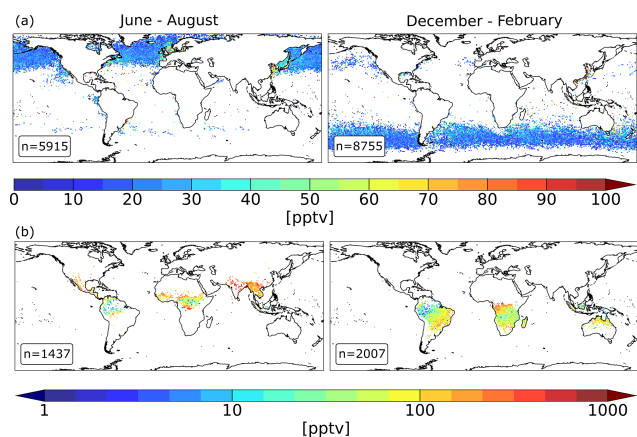 (a) June - August December - February
n=5915 n=8755
0 10 20 30 40 50 60 70 80 90 100
[pptv]
(b)
n=1437 n=2007
1 10 100 1000
[pptv]